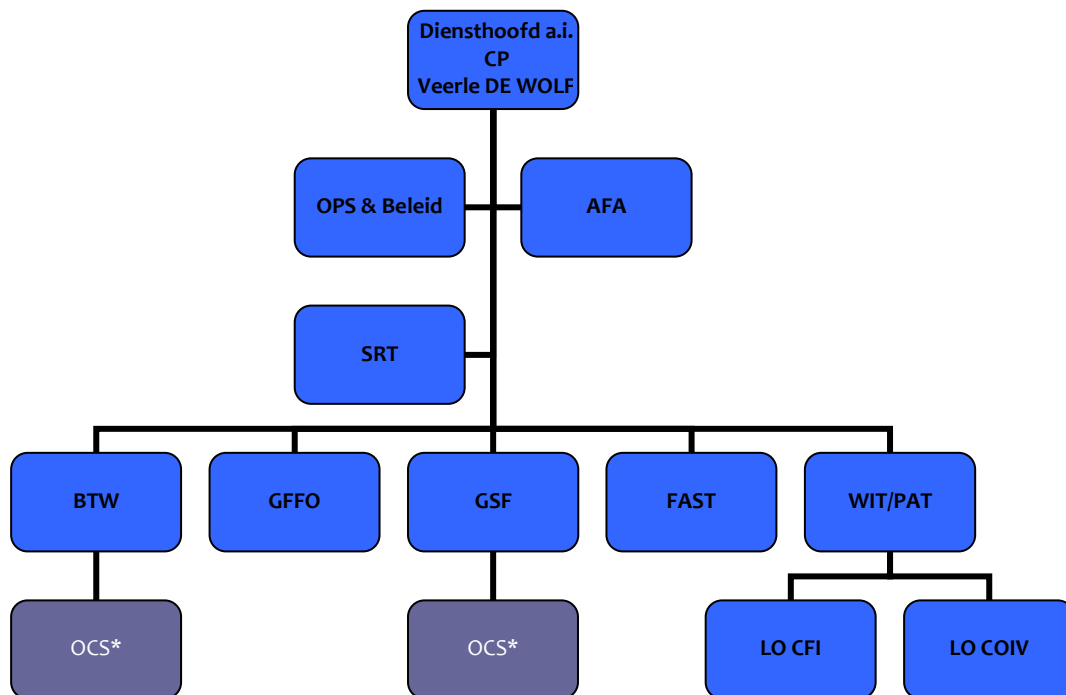 Diensthoofd a.i.
CP
Veerle DE WOLF
OPS & Beleid
AFA
SRT
BTW
GFFO
GSF
FAST
WIT/PAT
OCS*
OCS*
LO CFI
LO COIV